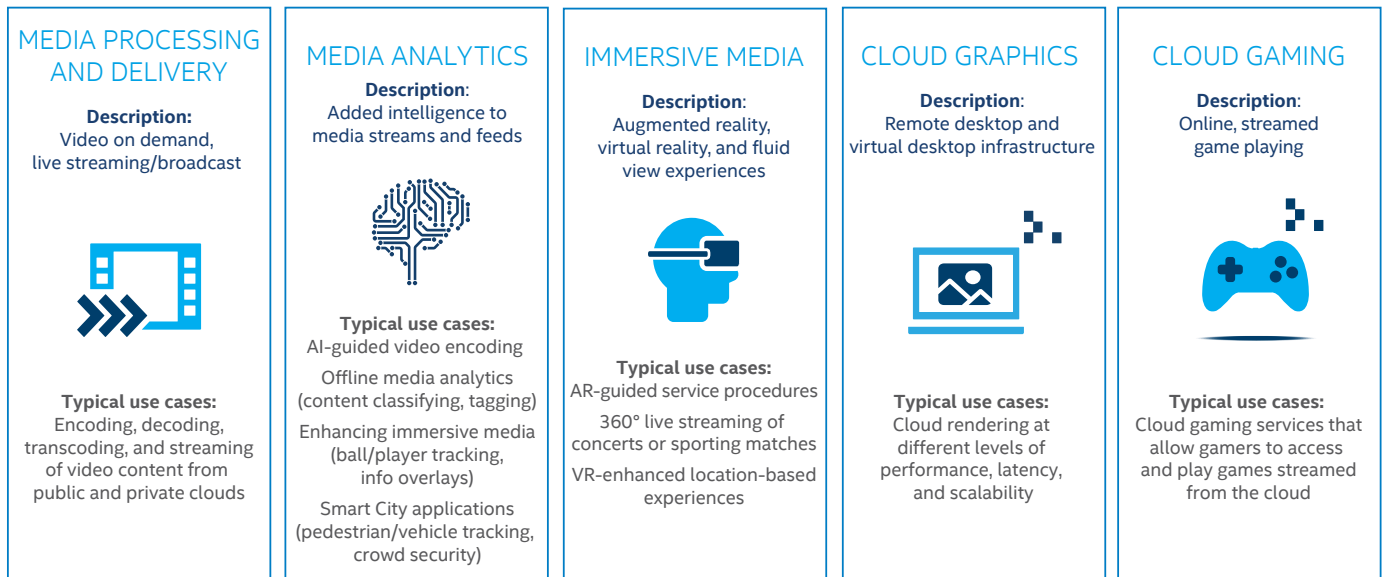 MEDIA PROCESSING
AND DELIVERY
Description:
Video on demand,
live streaming/broadcast
Typical use cases:
Encoding, decoding,
transcoding, and streaming
of video content from
public and private clouds
MEDIA ANALYTICS
Description:
Added intelligence to
media streams and feeds
Typical use cases:
AI-guided video encoding
Offline media analytics
(content classifying, tagging)
Enhancing immersive media
(ball/player tracking,
info overlays)
Smart City applications
(pedestrian/vehicle tracking,
crowd security)
IMMERSIVE MEDIA
Description:
Augmented reality,
virtual reality, and fluid
view experiences
Typical use cases:
AR-guided service procedures
360° live streaming of
concerts or sporting matches
VR-enhanced location-based
experiences
CLOUD GRAPHICS
Description:
Remote desktop and
virtual desktop infrastructure
Typical use cases:
Cloud rendering at
different levels of
performance, latency,
and scalability
CLOUD GAMING
Description:
Online, streamed
game playing
Typical use cases:
Cloud gaming services that
allow gamers to access
and play games streamed
from the cloud